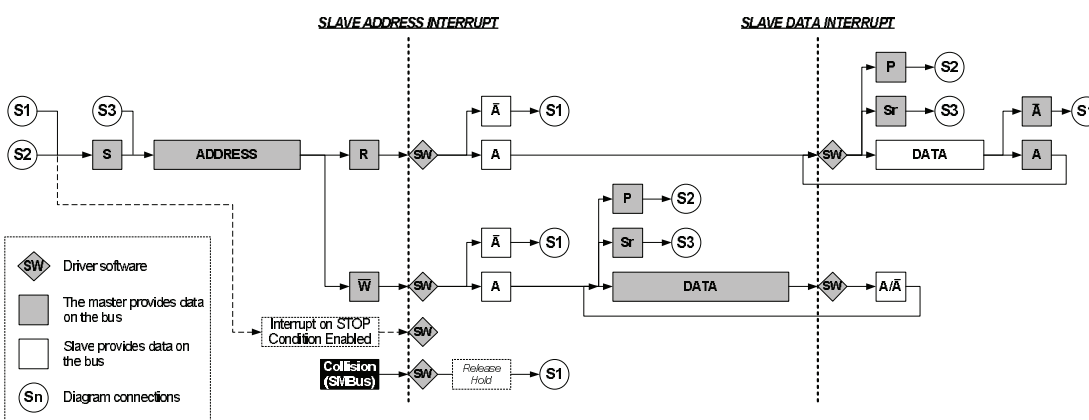 SLAVE ADDRESS INTERRUPT
SLAVE DATA INTERRUPT
P
S2
S1
S3
A̅
S1
Sr
S3
A̅
S1
S2
S
ADDRESS
R
SW
A
SW
DATA
A
P
S2
A̅
S1
Sr
S3
W̅
SW
A
DATA
SW
A/A̅
SW
Driver software
The master provides data
on the bus
Slave provides data on
the bus
Sn
Diagram connections
Interrupt on STOP
Condition Enabled
SW
Collision
(SMBus)
SW
Release
Hold
S1